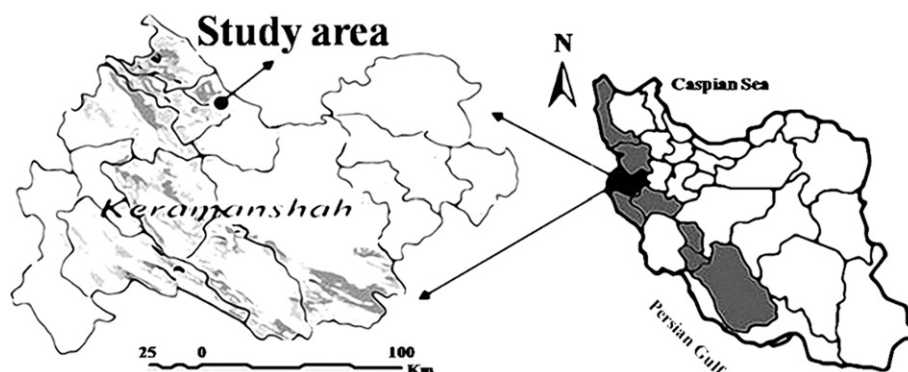 Study area
N
Caspian Sea
Keramanshah
Persian Gulf
25 0 100
Km